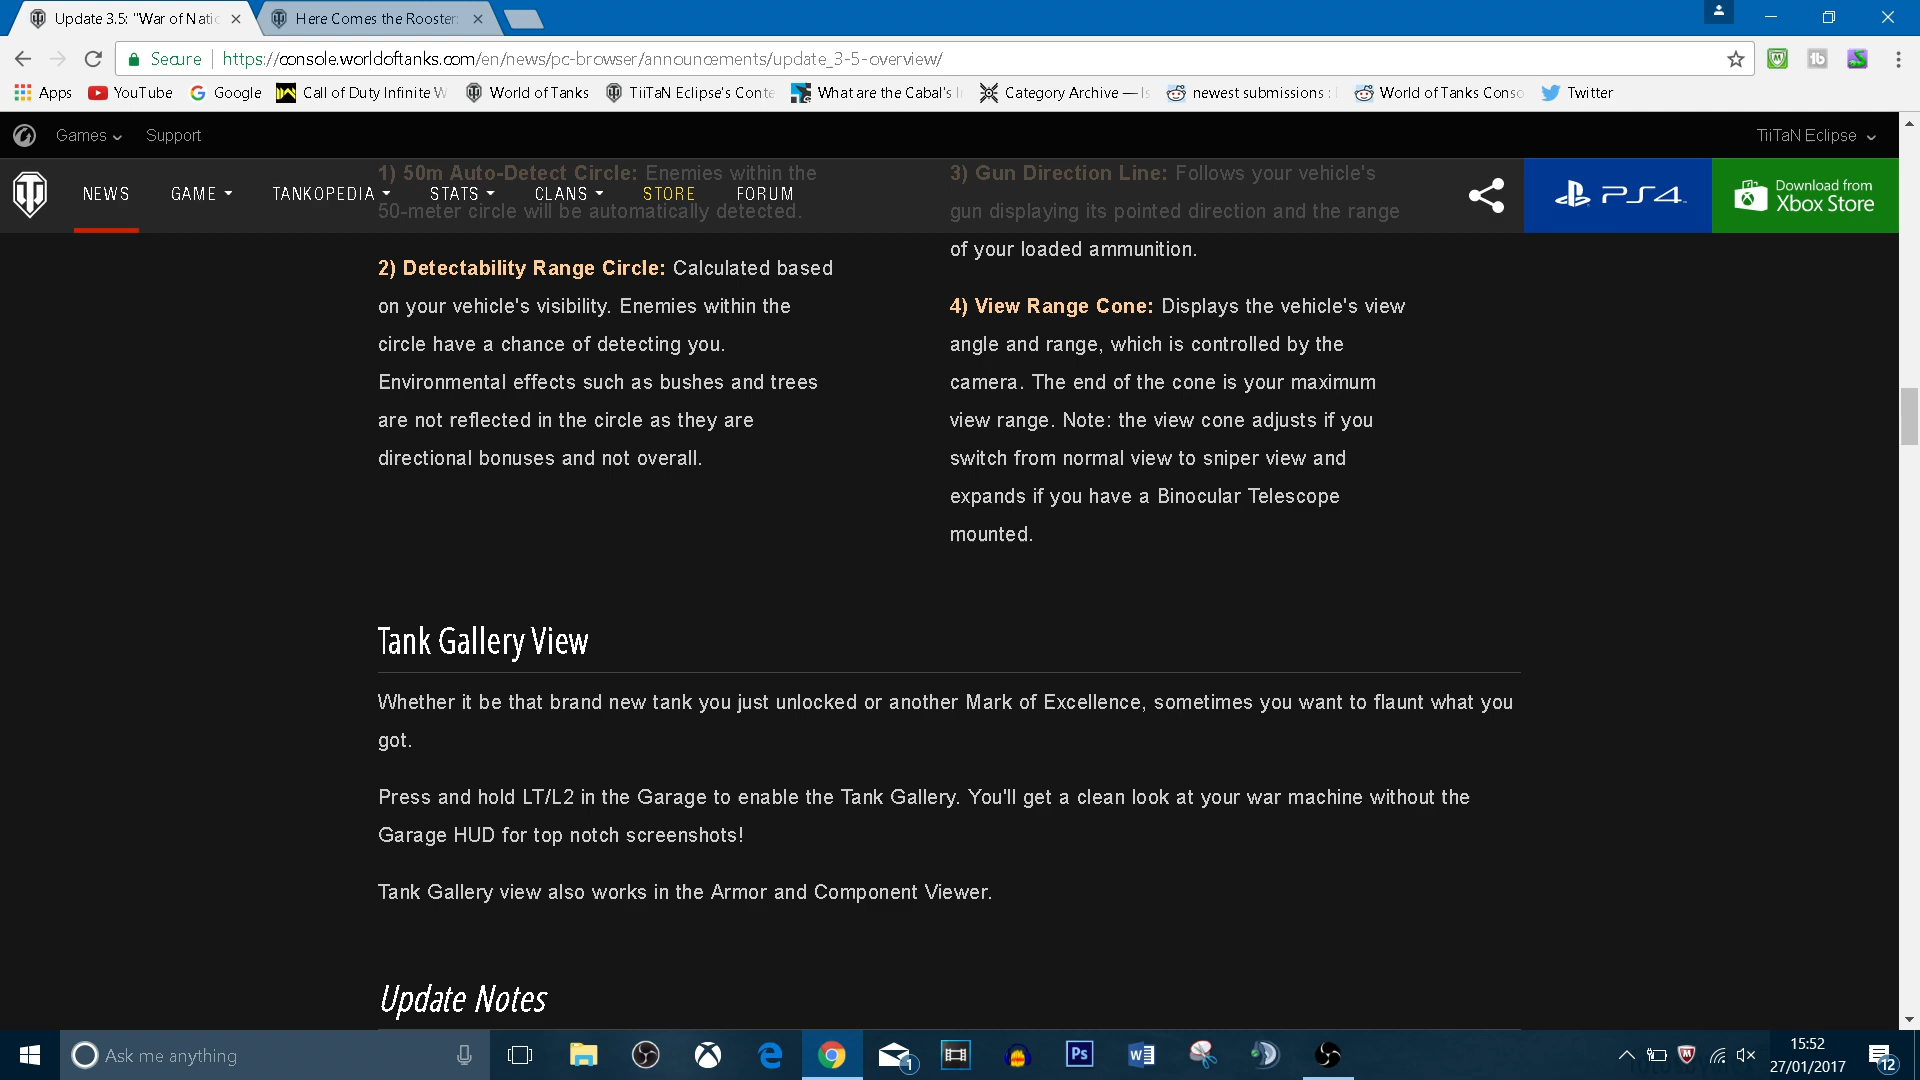 Update 3.5: "War of Natio
Here Comes the Rooster:
Secure
https://console.worldoftanks.com/en/news/pc-browser/announcements/update_3-5-overview/
Apps
YouTube
Google
Call of Duty Infinite W
World of Tanks
TiiTaN Eclipse's Conte
What are the Cabal's I
Category Archive — Is
newest submissions :
World of Tanks Conso
Twitter
Games
Support
TiiTaN Eclipse
NEWS
GAME
TANKOPEDIA
STATS
CLANS
STORE
FORUM
PS4
Download from
Xbox Store
1) 50m Auto-Detect Circle: Enemies within the
50-meter circle will be automatically detected.
2) Detectability Range Circle: Calculated based
on your vehicle's visibility. Enemies within the
circle have a chance of detecting you.
Environmental effects such as bushes and trees
are not reflected in the circle as they are
directional bonuses and not overall.
3) Gun Direction Line: Follows your vehicle's
gun displaying its pointed direction and the range
of your loaded ammunition.
4) View Range Cone: Displays the vehicle's view
angle and range, which is controlled by the
camera. The end of the cone is your maximum
view range. Note: the view cone adjusts if you
switch from normal view to sniper view and
expands if you have a Binocular Telescope
mounted.
Tank Gallery View
Whether it be that brand new tank you just unlocked or another Mark of Excellence, sometimes you want to flaunt what you
got.
Press and hold LT/L2 in the Garage to enable the Tank Gallery. You'll get a clean look at your war machine without the
Garage HUD for top notch screenshots!
Tank Gallery view also works in the Armor and Component Viewer.
Update Notes
Ask me anything
1
Ps
15:52
27/01/2017
12